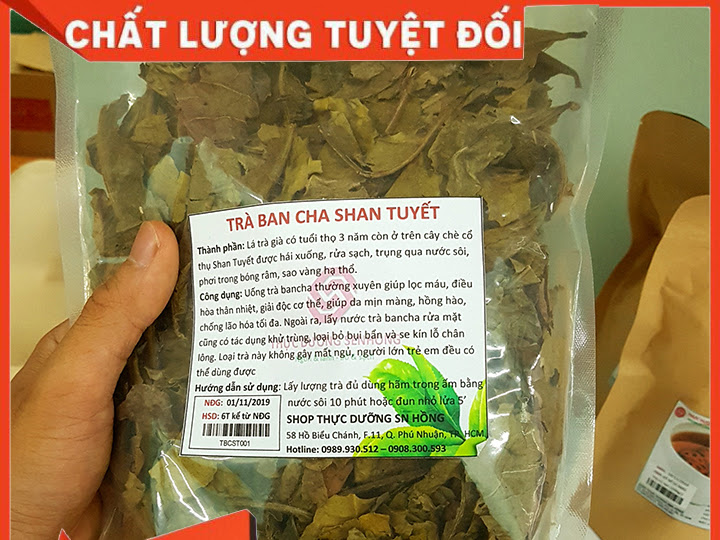 CHẤT LƯỢNG TUYỆT ĐỐI
TRÀ BAN CHA SHAN TUYẾT
Thành phần: Lá trà già có tuổi thọ 3 năm còn ở trên cây chè cổ
thụ Shan Tuyết được hái xuống, rửa sạch, trụng qua nước sôi,
phơi trong bóng râm, sao vàng hạ thổ.
Công dụng: Uống trà bancha thường xuyên giúp lọc máu, điều
hòa thân nhiệt, giải độc cơ thể, giúp da mịn màng, hồng hào,
chống lão hóa tối đa. Ngoài ra, lấy nước trà bancha rửa mặt
cũng có tác dụng khử trùng, loại bỏ bụi bẩn và se kín lỗ chân
lông. Loại trà này không gây mất ngủ, người lớn trẻ em đều có
thể dùng được
THỰC DƯỠNG SENHONG
Hướng dẫn sử dụng: Lấy lượng trà đủ dùng hãm trong ấm bằng
nước sôi 10 phút hoặc đun nhỏ lửa 5’
NĐG: 01/11/2019
HSD: 6T kể từ NĐG
TBCST001
SHOP THỰC DƯỠNG SN HỒNG
58 Hồ Biểu Chánh, F.11, Q. Phú Nhuận, TP. HCM
Hotline: 0989.930.512 – 0908.300.593